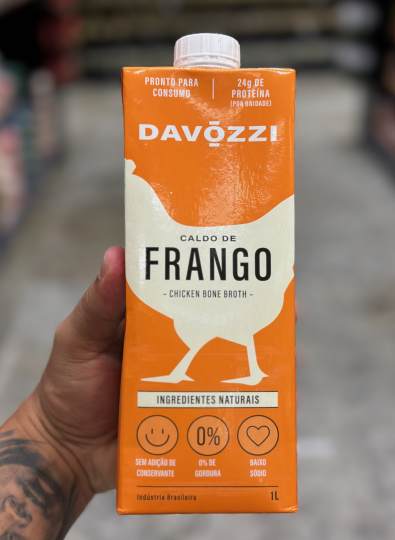 PRONTO PARA
CONSUMO
24g DE
PROTEÍNA
(POR UNIDADE)
DAVŌZZI
CALDO DE
FRANGO
- CHICKEN BONE BROTH -
INGREDIENTES NATURAIS
0%
SEM ADIÇÃO DE
CONSERVANTE
0% DE
GORDURA
BAIXO
SÓDIO
Indústria Brasileira
1L